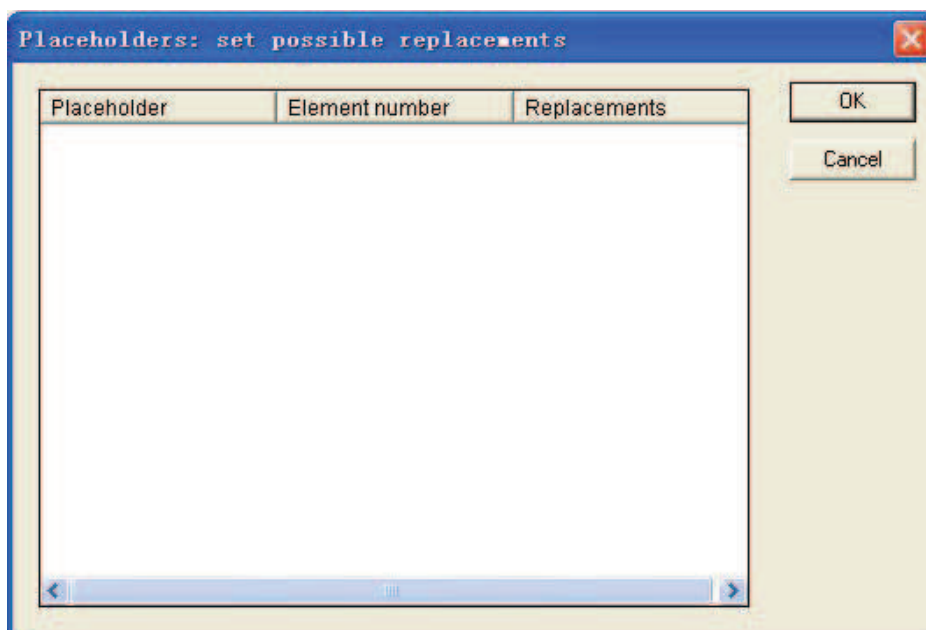 Placeholders: set possible replacements
Placeholder Element number Replacements
OK
Cancel